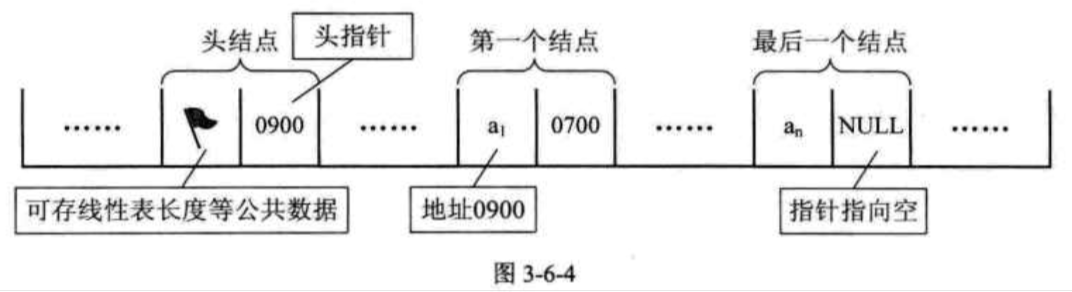 头结点 头指针 第一个结点 最后一个结点
…… 0900 …… a₁ 0700 …… aₙ NULL ……
可存线性表长度等公共数据 地址0900 指针指向空
图 3-6-4